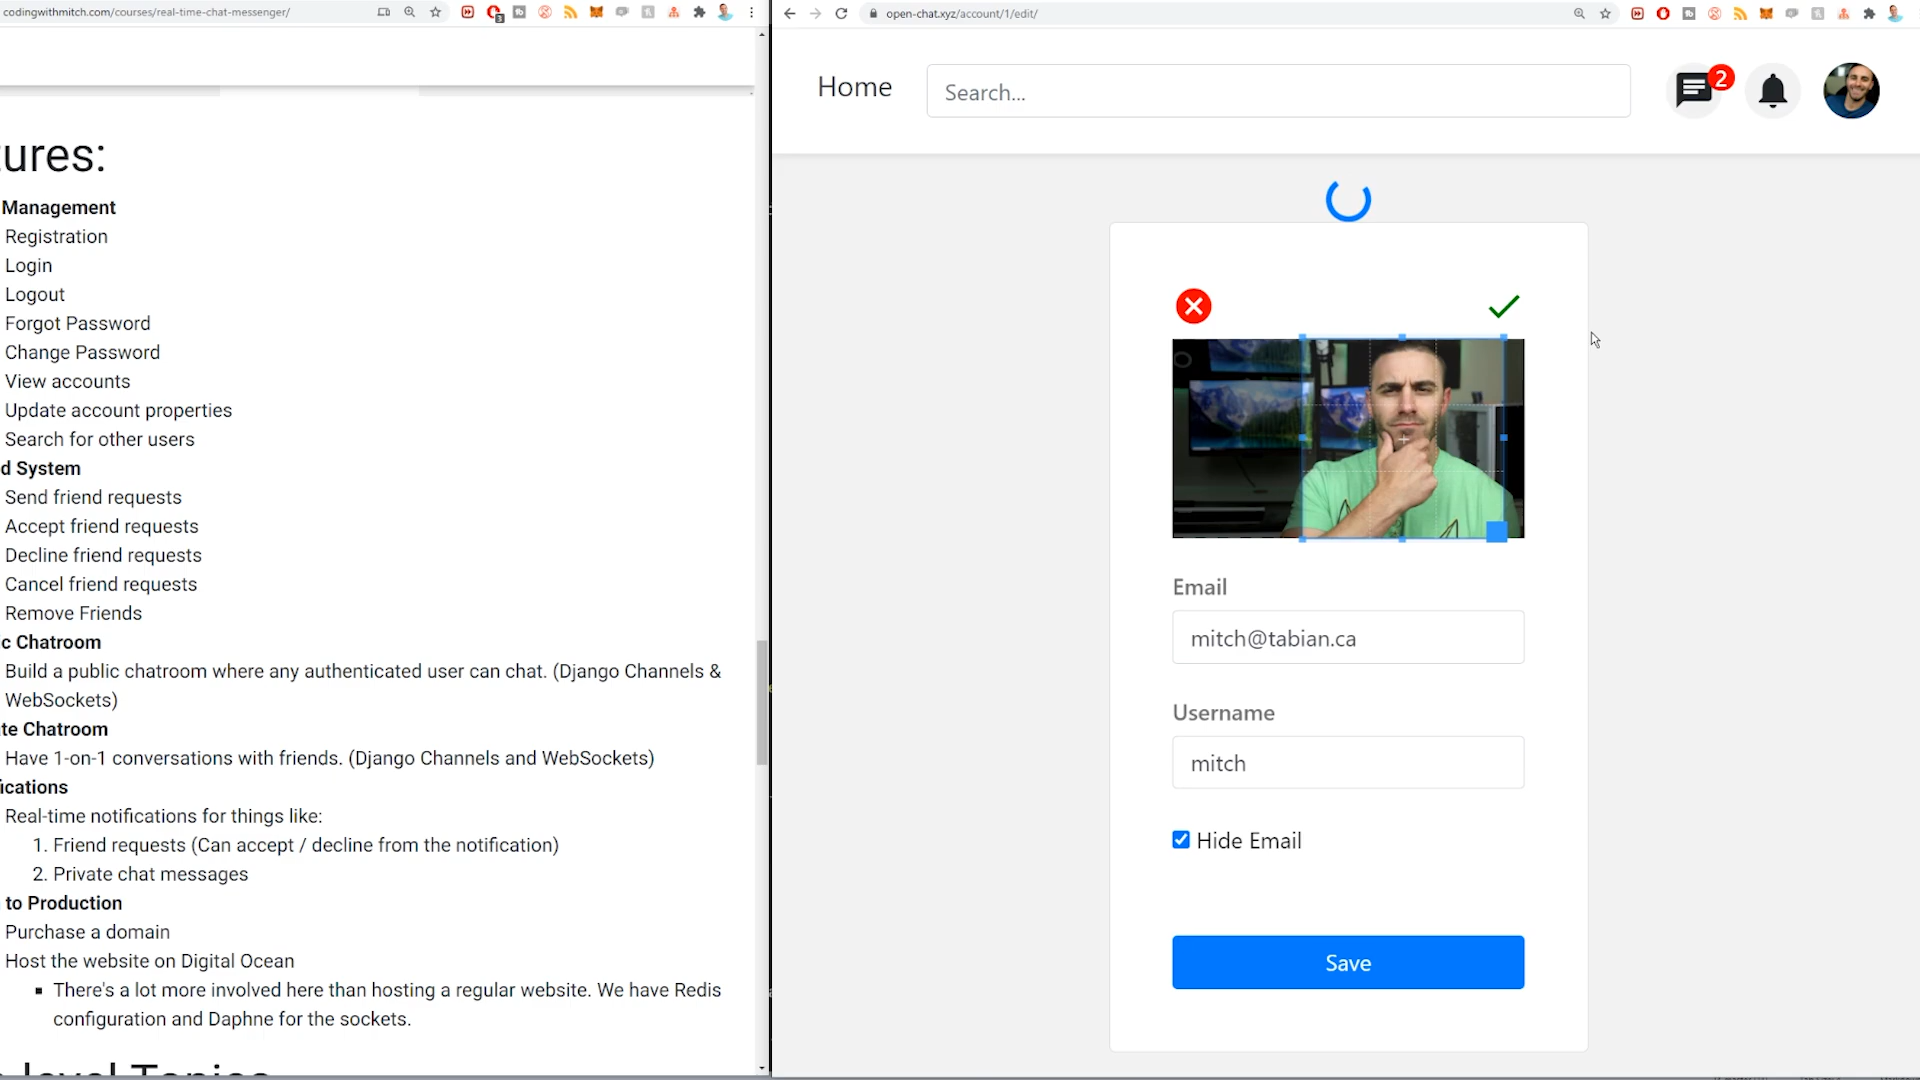 codingwithmitch.com/courses/real-time-chat-messenger/
3
tures:
Management
Registration
Login
Logout
Forgot Password
Change Password
View accounts
Update account properties
Search for other users
d System
Send friend requests
Accept friend requests
Decline friend requests
Cancel friend requests
Remove Friends
ic Chatroom
Build a public chatroom where any authenticated user can chat. (Django Channels &
WebSockets)
te Chatroom
Have 1-on-1 conversations with friends. (Django Channels and WebSockets)
ications
Real-time notifications for things like:
1. Friend requests (Can accept / decline from the notification)
2. Private chat messages
to Production
Purchase a domain
Host the website on Digital Ocean
▪ There's a lot more involved here than hosting a regular website. We have Redis
configuration and Daphne for the sockets.
level Topics
open-chat.xyz/account/1/edit/
Home
Search...
2
Email
mitch@tabian.ca
Username
mitch
Hide Email
Save